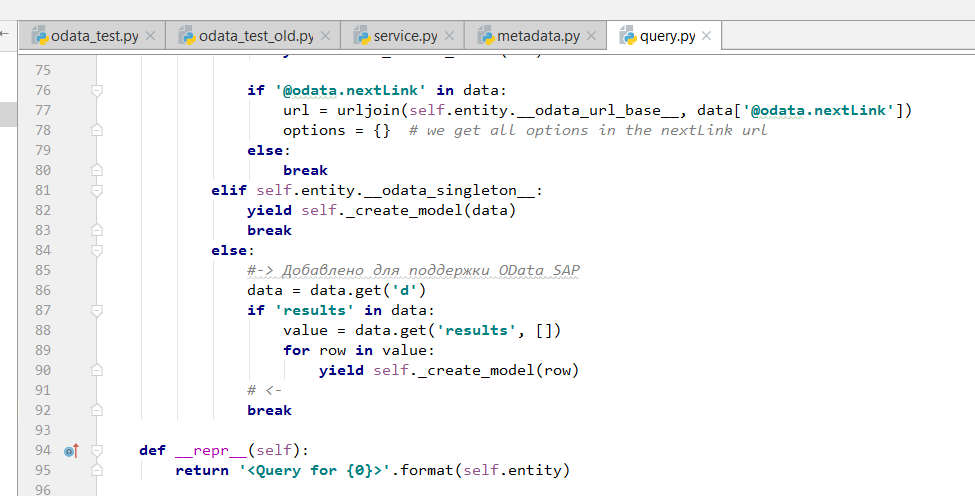 odata_test.py odata_test_old.py service.py metadata.py query.py
75
76 if '@odata.nextLink' in data:
77 url = urljoin(self.entity.__odata_url_base__, data['@odata.nextLink'])
78 options = {}  # we get all options in the nextLink url
79 else:
80 break
81 elif self.entity.__odata_singleton__:
82 yield self._create_model(data)
83 break
84 else:
85 #-> Добавлено для поддержки OData SAP
86 data = data.get('d')
87 if 'results' in data:
88 value = data.get('results', [])
89 for row in value:
90 yield self._create_model(row)
91 # <-
92 break
93
94 def __repr__(self):
95 return '<Query for {0}>'.format(self.entity)
96